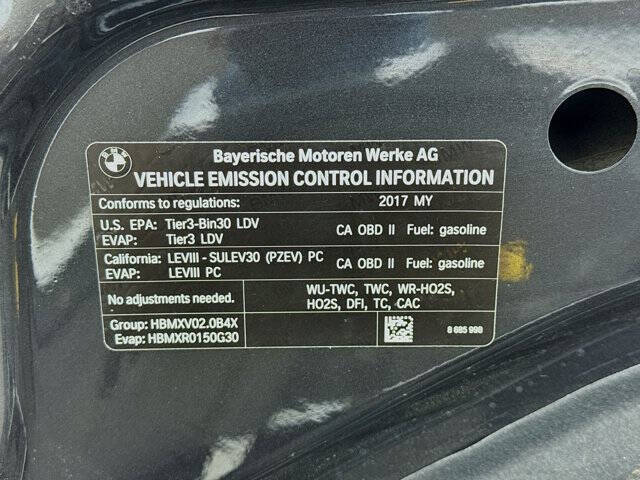 BMW
Bayerische Motoren Werke AG
VEHICLE EMISSION CONTROL INFORMATION
Conforms to regulations: 2017 MY
U.S. EPA: Tier3-Bin30 LDV CA OBD II Fuel: gasoline
EVAP: Tier3 LDV
California: LEVIII - SULEV30 (PZEV) PC CA OBD II Fuel: gasoline
EVAP: LEVIII PC
No adjustments needed. WU-TWC, TWC, WR-HO2S,
HO2S, DFI, TC, CAC
Group: HBMXV02.0B4X
Evap: HBMXR0150G30
8 685 998